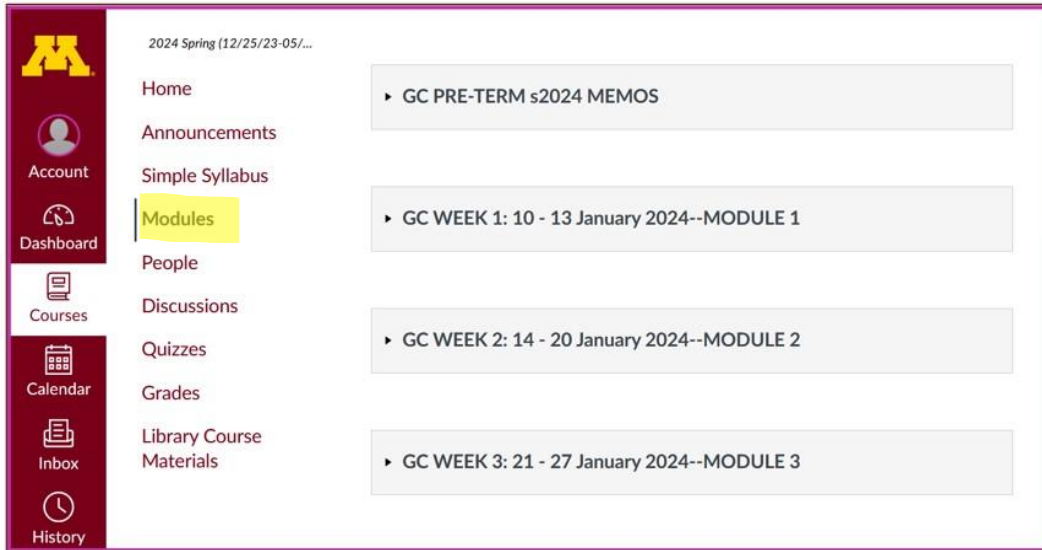 M
Account
Dashboard
Courses
Calendar
Inbox
History
2024 Spring (12/25/23-05/...
Home
Announcements
Simple Syllabus
Modules
People
Discussions
Quizzes
Grades
Library Course
Materials
GC PRE-TERM s2024 MEMOS
GC WEEK 1: 10 - 13 January 2024--MODULE 1
GC WEEK 2: 14 - 20 January 2024--MODULE 2
GC WEEK 3: 21 - 27 January 2024--MODULE 3